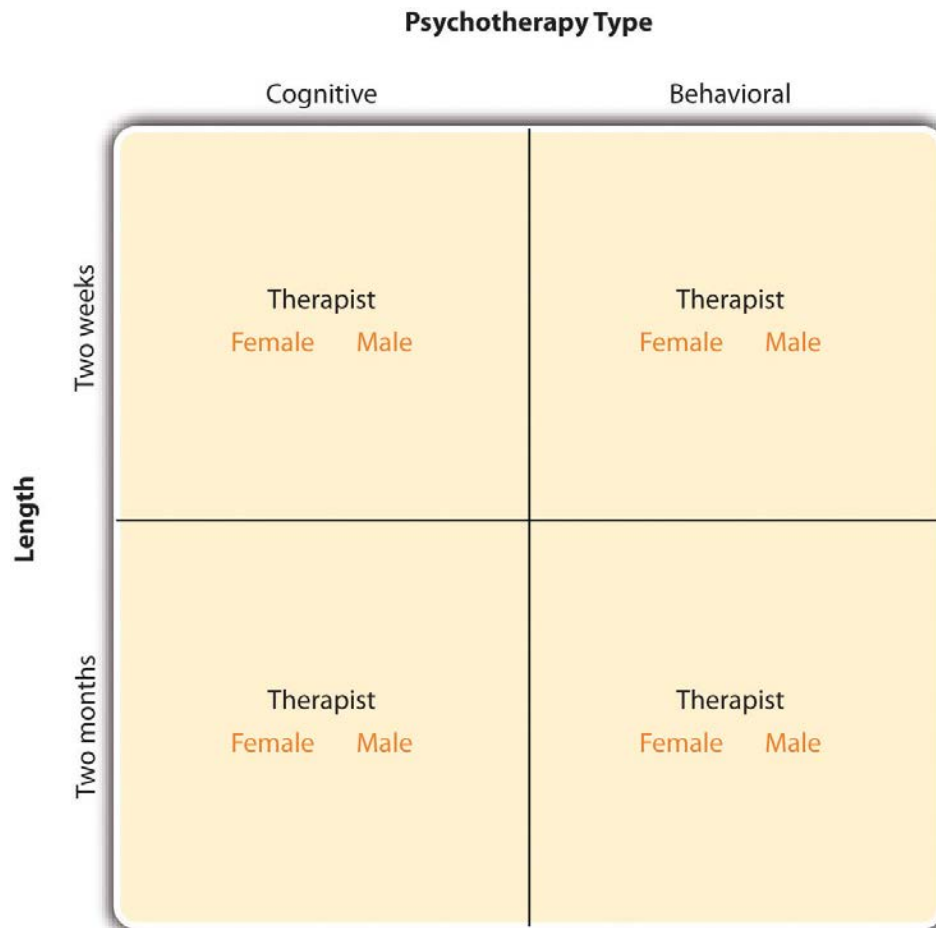 Psychotherapy Type
Cognitive Behavioral
Two weeks
Therapist Therapist
Female Male Female Male
Length
Two months
Therapist Therapist
Female Male Female Male